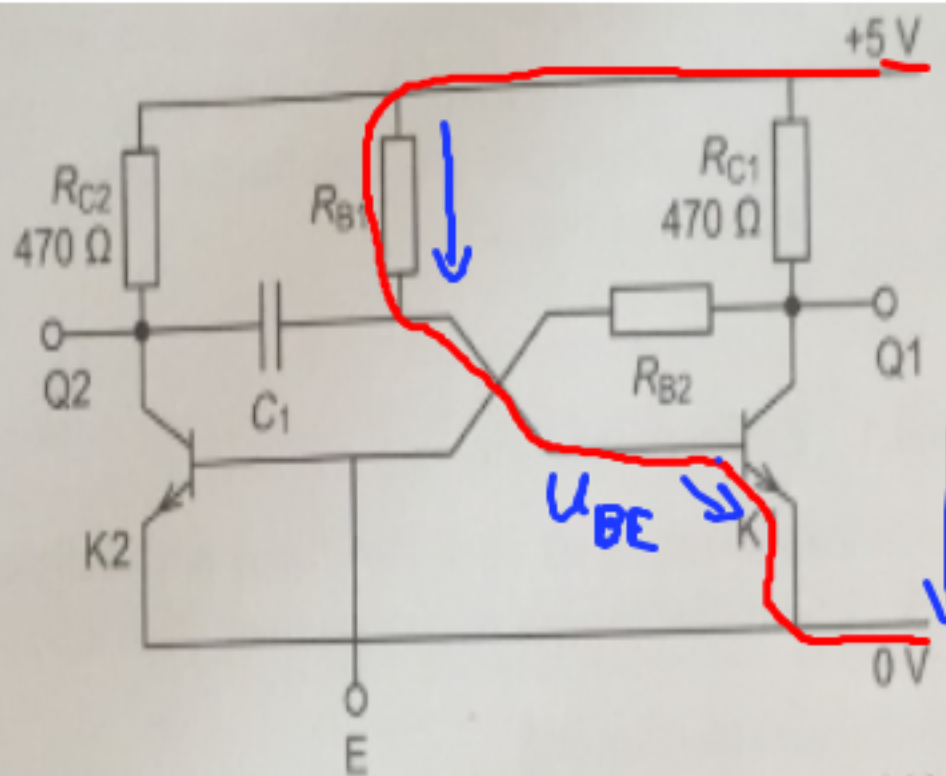 +5 V
RC2
470 Ω
RB1
RC1
470 Ω
Q2
C1
RB2
Q1
UBE
K2
K
0 V
E